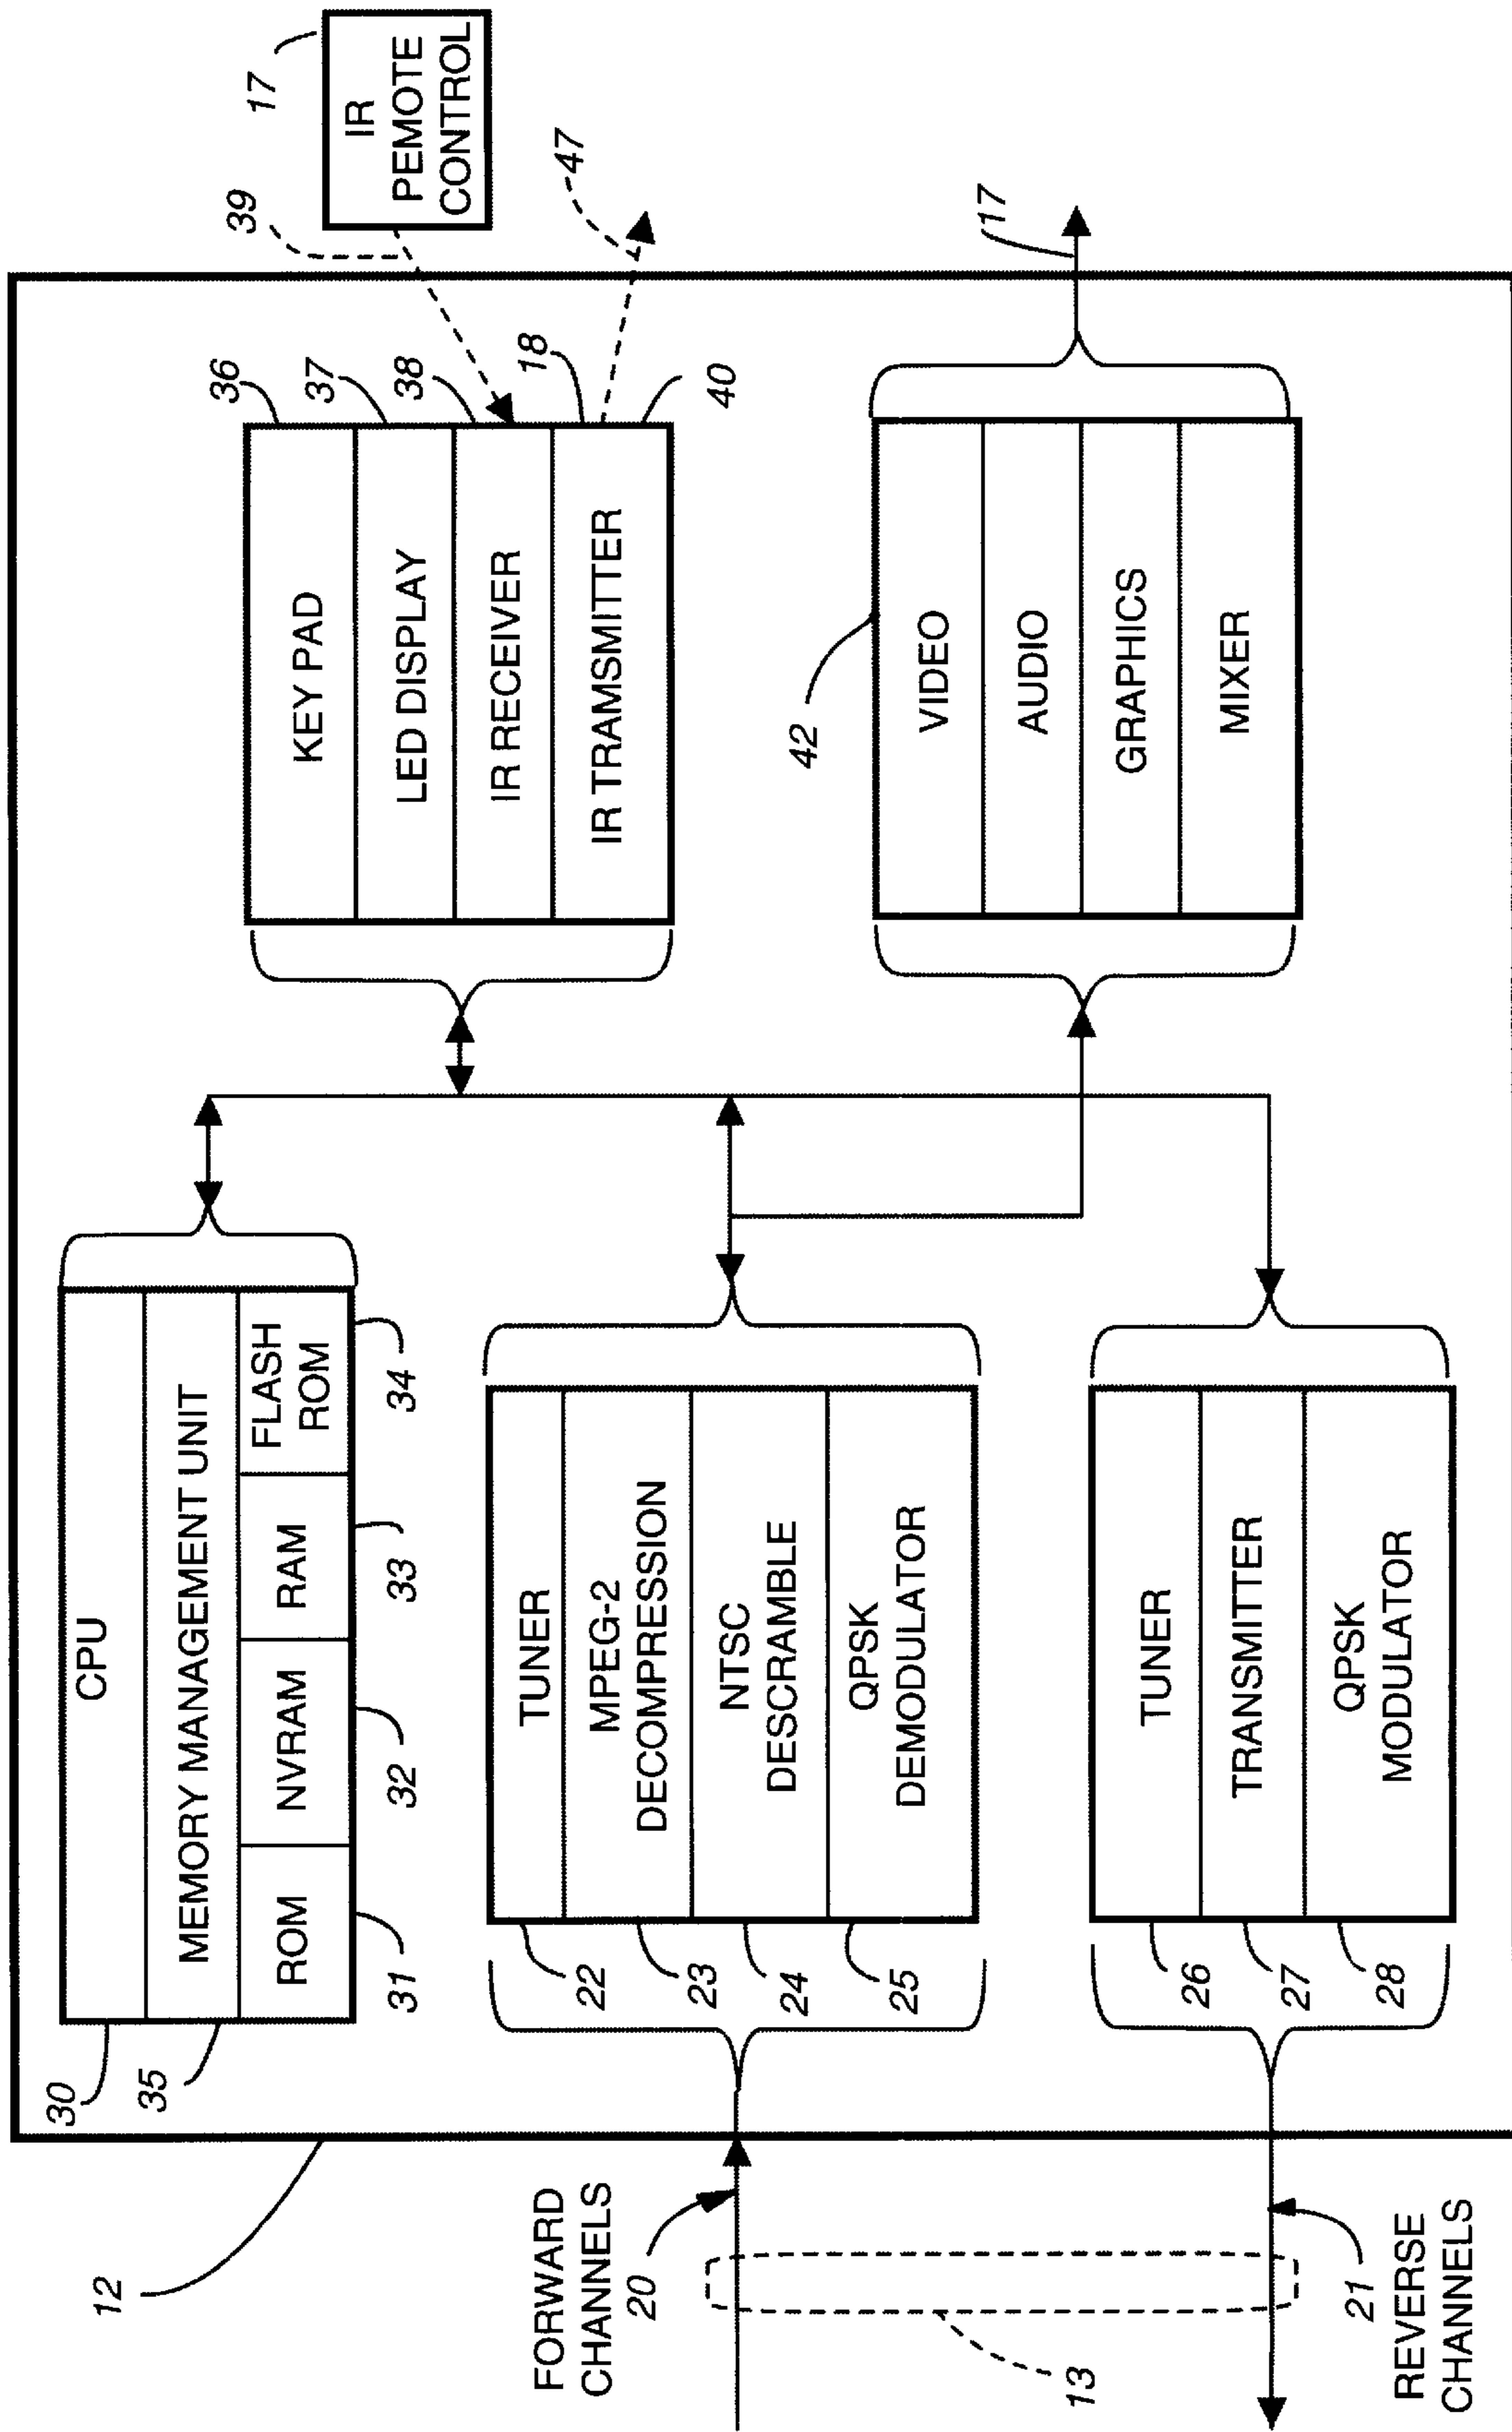 12
30
35
CPU
MEMORY MANAGEMENT UNIT
ROM
NVRAM
RAM
FLASH
ROM
31
32
33
34
KEY PAD
LED DISPLAY
IR RECEIVER
IR TRAMSMITTER
36
37
38
18
40
39
47
17
IR
PEMOTE
CONTROL
FORWARD
CHANNELS
20
13
22
23
24
25
TUNER
MPEG-2
DECOMPRESSION
NTSC
DESCRAMBLE
QPSK
DEMODULATOR
42
VIDEO
AUDIO
GRAPHICS
MIXER
17
21
REVERSE
CHANNELS
26
27
28
TUNER
TRANSMITTER
QPSK
MODULATOR